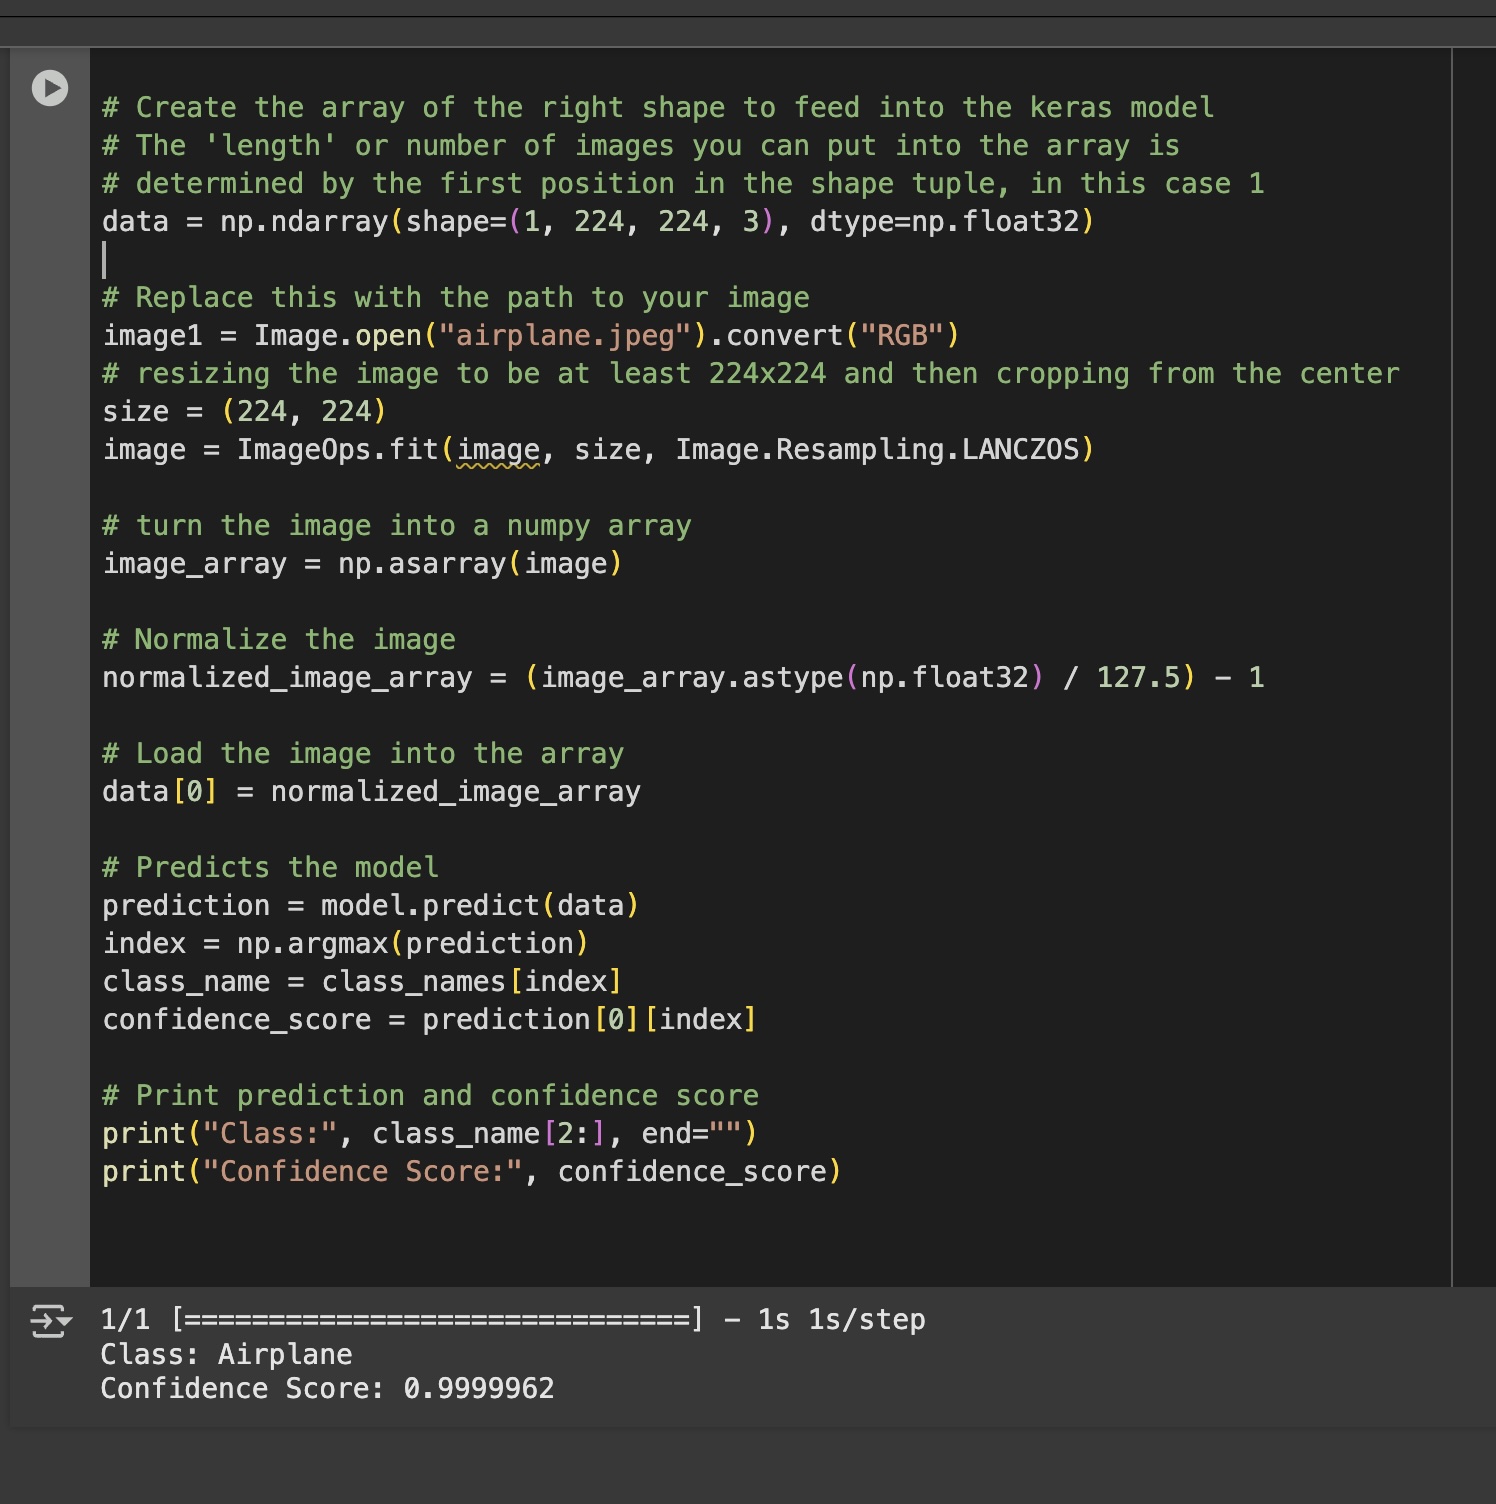 # Create the array of the right shape to feed into the keras model
# The 'length' or number of images you can put into the array is
# determined by the first position in the shape tuple, in this case 1
data = np.ndarray(shape=(1, 224, 224, 3), dtype=np.float32)
# Replace this with the path to your image
image1 = Image.open("airplane.jpeg").convert("RGB")
# resizing the image to be at least 224x224 and then cropping from the center
size = (224, 224)
image = ImageOps.fit(image, size, Image.Resampling.LANCZOS)
# turn the image into a numpy array
image_array = np.asarray(image)
# Normalize the image
normalized_image_array = (image_array.astype(np.float32) / 127.5) - 1
# Load the image into the array
data[0] = normalized_image_array
# Predicts the model
prediction = model.predict(data)
index = np.argmax(prediction)
class_name = class_names[index]
confidence_score = prediction[0][index]
# Print prediction and confidence score
print("Class:", class_name[2:], end="")
print("Confidence Score:", confidence_score)
1/1 [==============================] - 1s 1s/step
Class: Airplane
Confidence Score: 0.9999962